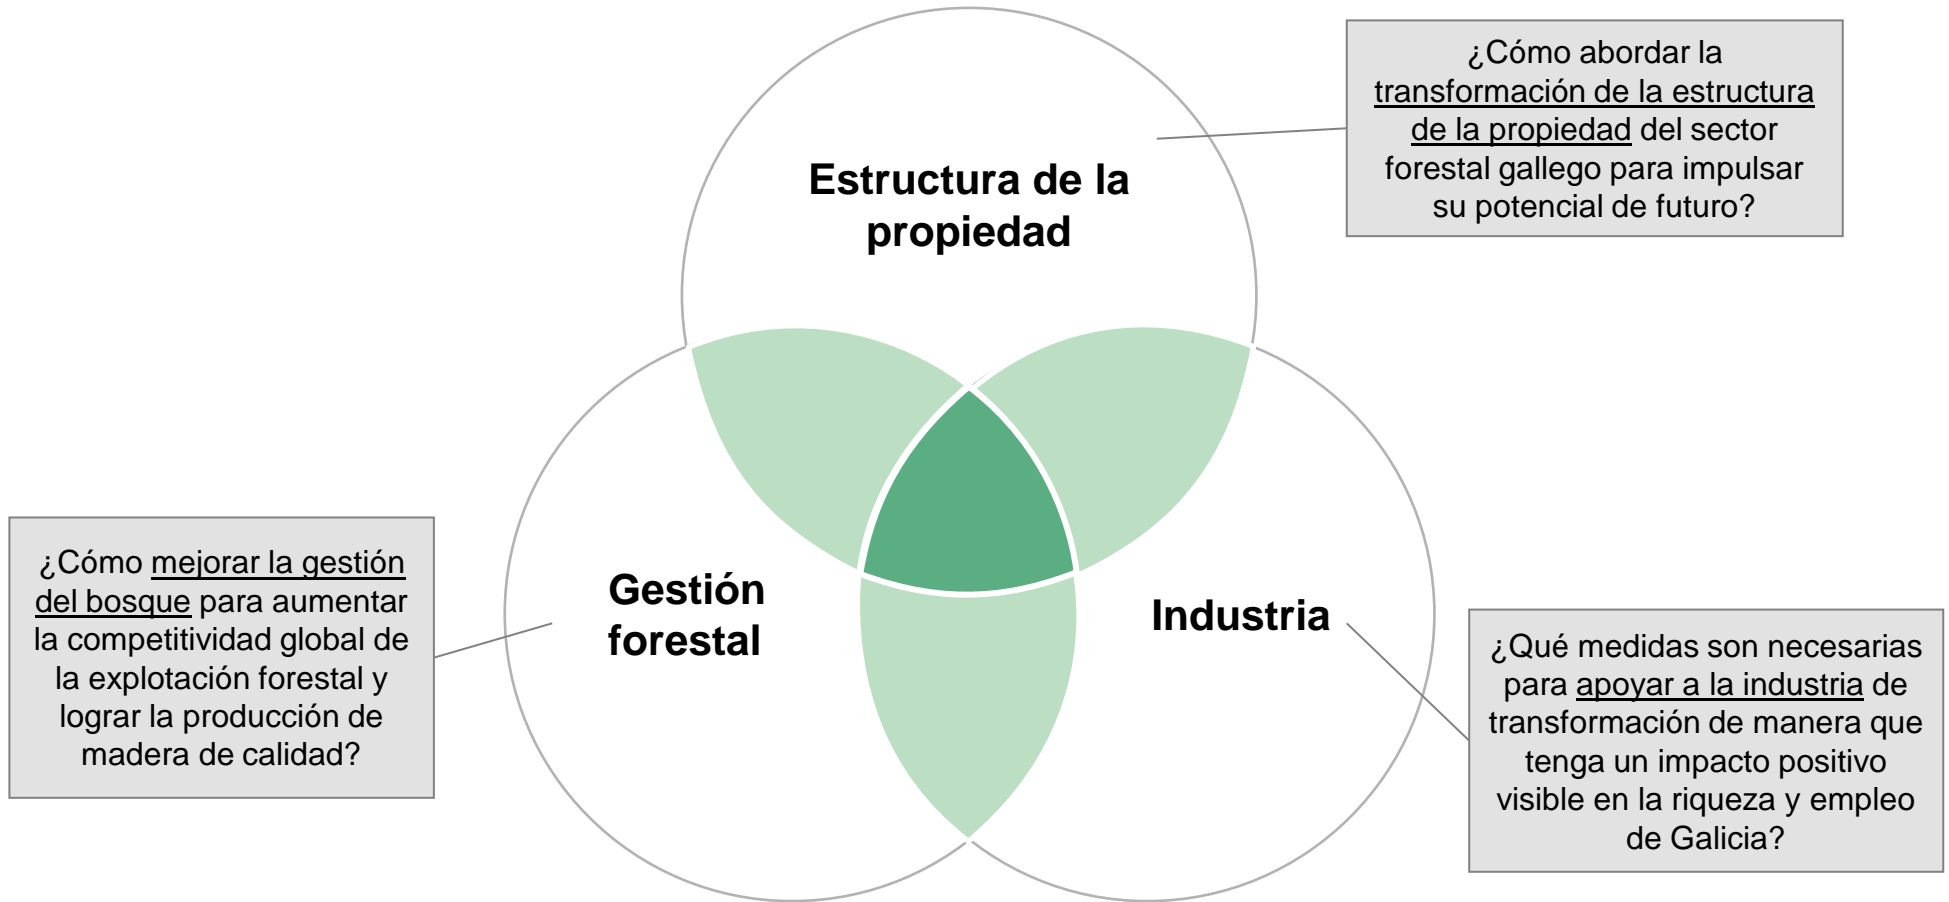 ¿Cómo abordar la
transformación de la estructura
de la propiedad del sector
forestal gallego para impulsar
su potencial de futuro?
Estructura de la
propiedad
¿Cómo mejorar la gestión
del bosque para aumentar
la competitividad global de
la explotación forestal y
lograr la producción de
madera de calidad?
Gestión
forestal
Industria
¿Qué medidas son necesarias
para apoyar a la industria de
transformación de manera que
tenga un impacto positivo
visible en la riqueza y empleo
de Galicia?